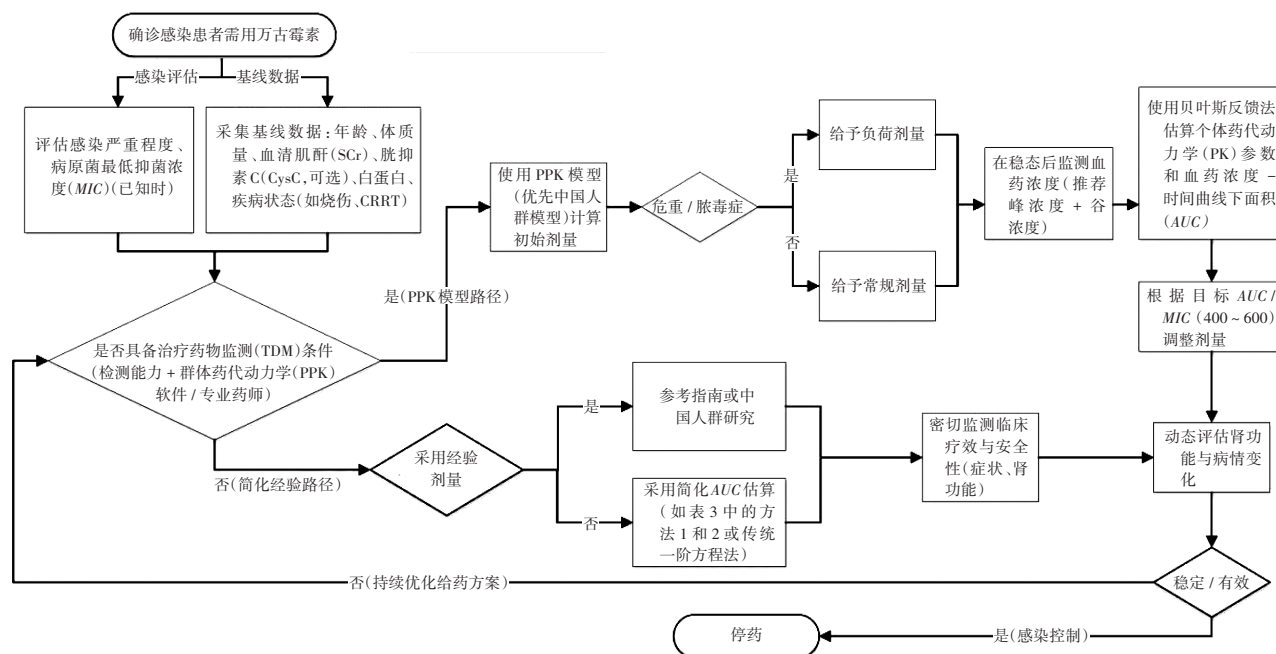 确诊感染患者需用万古霉素
感染评估
基线数据
评估感染严重程度、
病原菌最低抑菌浓
度(MIC)(已知时)
采集基线数据:年龄、体质
量、血清肌酐(SCr)、胱抑
素C(CysC,可选)、白蛋白、
疾病状态(如烧伤、CRRT)
是否具备治疗药物监测(TDM)条件
(检测能力+群体药代动力学(PPK)
软件/专业药师)
是(PPK模型路径)
使用PPK模型
(优先中国人
群模型)计算
初始剂量
危重/脓毒症
是
否
给予负荷剂量
给予常规剂量
在稳态后监测血
药浓度(推荐
峰浓度+谷
浓度)
使用贝叶斯反馈法
估算个体药代动
力学(PK)参数
和血药浓度-
时间曲线下面积
(AUC)
根据目标AUC/
MIC(400~600)
调整剂量
否(简化经验路径)
采用经验
剂量
是
否
参考指南或中
国人群研究
采用简化AUC估算
(如表3中的方
法1和2或传统
一阶方程法)
密切监测临床
疗效与安全
性(症状、肾
功能)
动态评估肾功
能与病情变
化
稳定/有效
否(持续优化给药方案)
是(感染控制)
停药